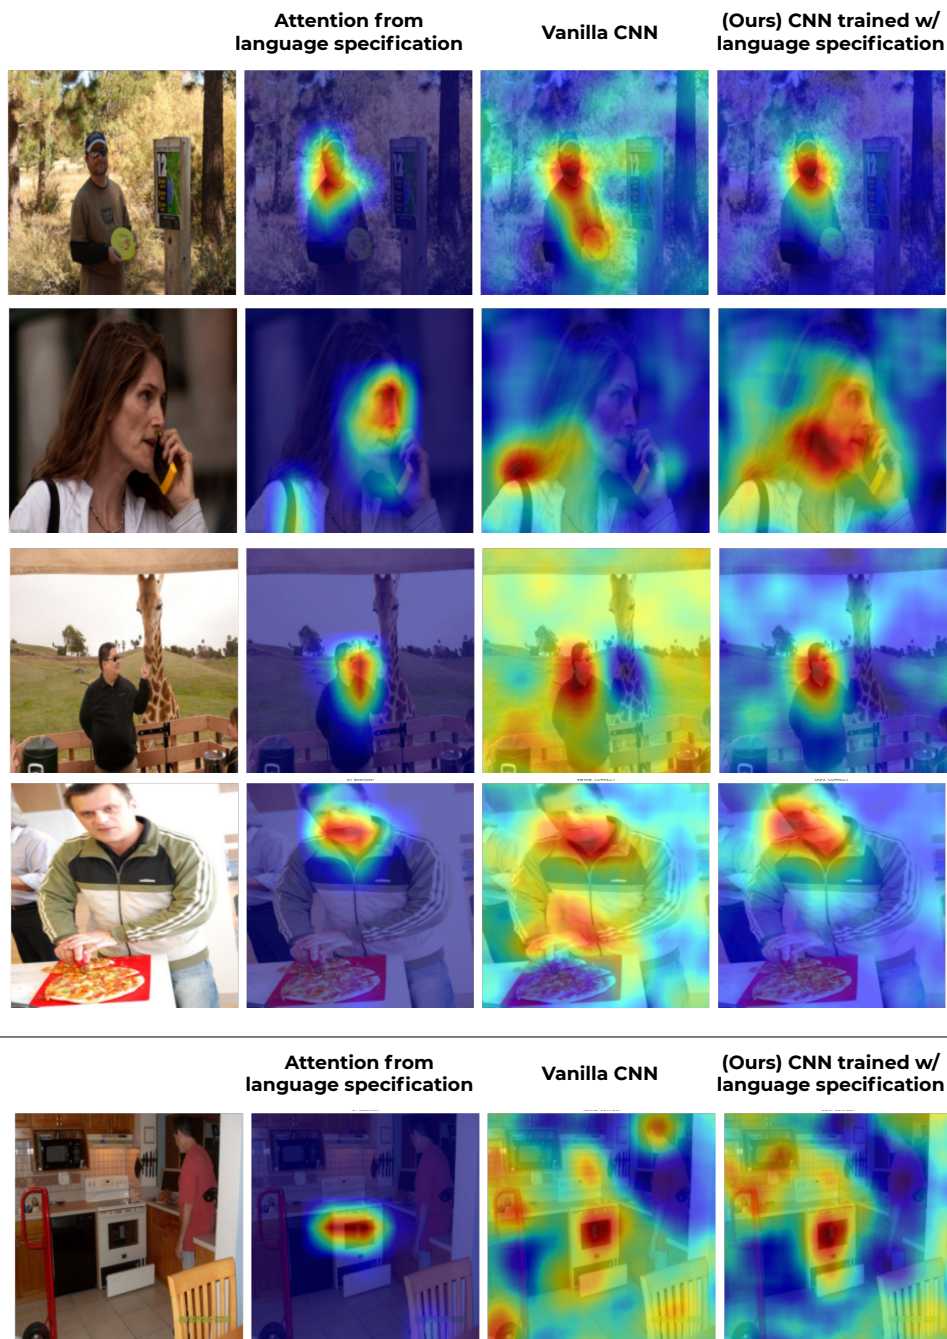 Attention from
language specification
Vanilla CNN
(Ours) CNN trained w/
language specification
12
adidas
Attention from
language specification
Vanilla CNN
(Ours) CNN trained w/
language specification